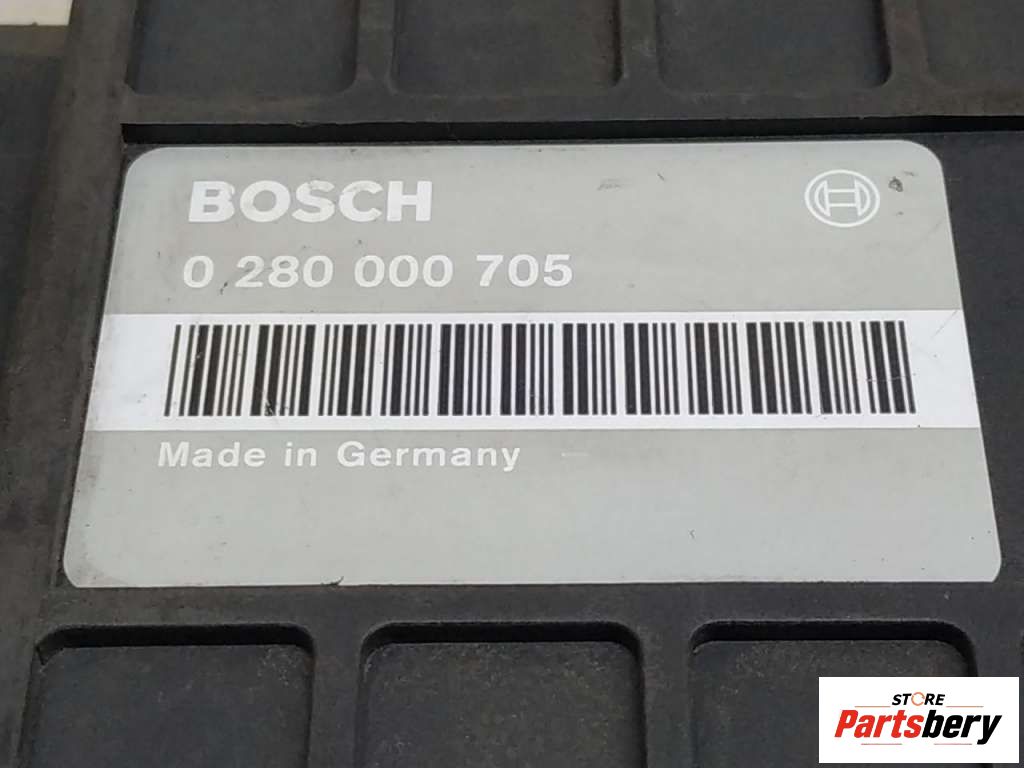 BOSCH
0 280 000 705
Made in Germany
STORE
Partsbery